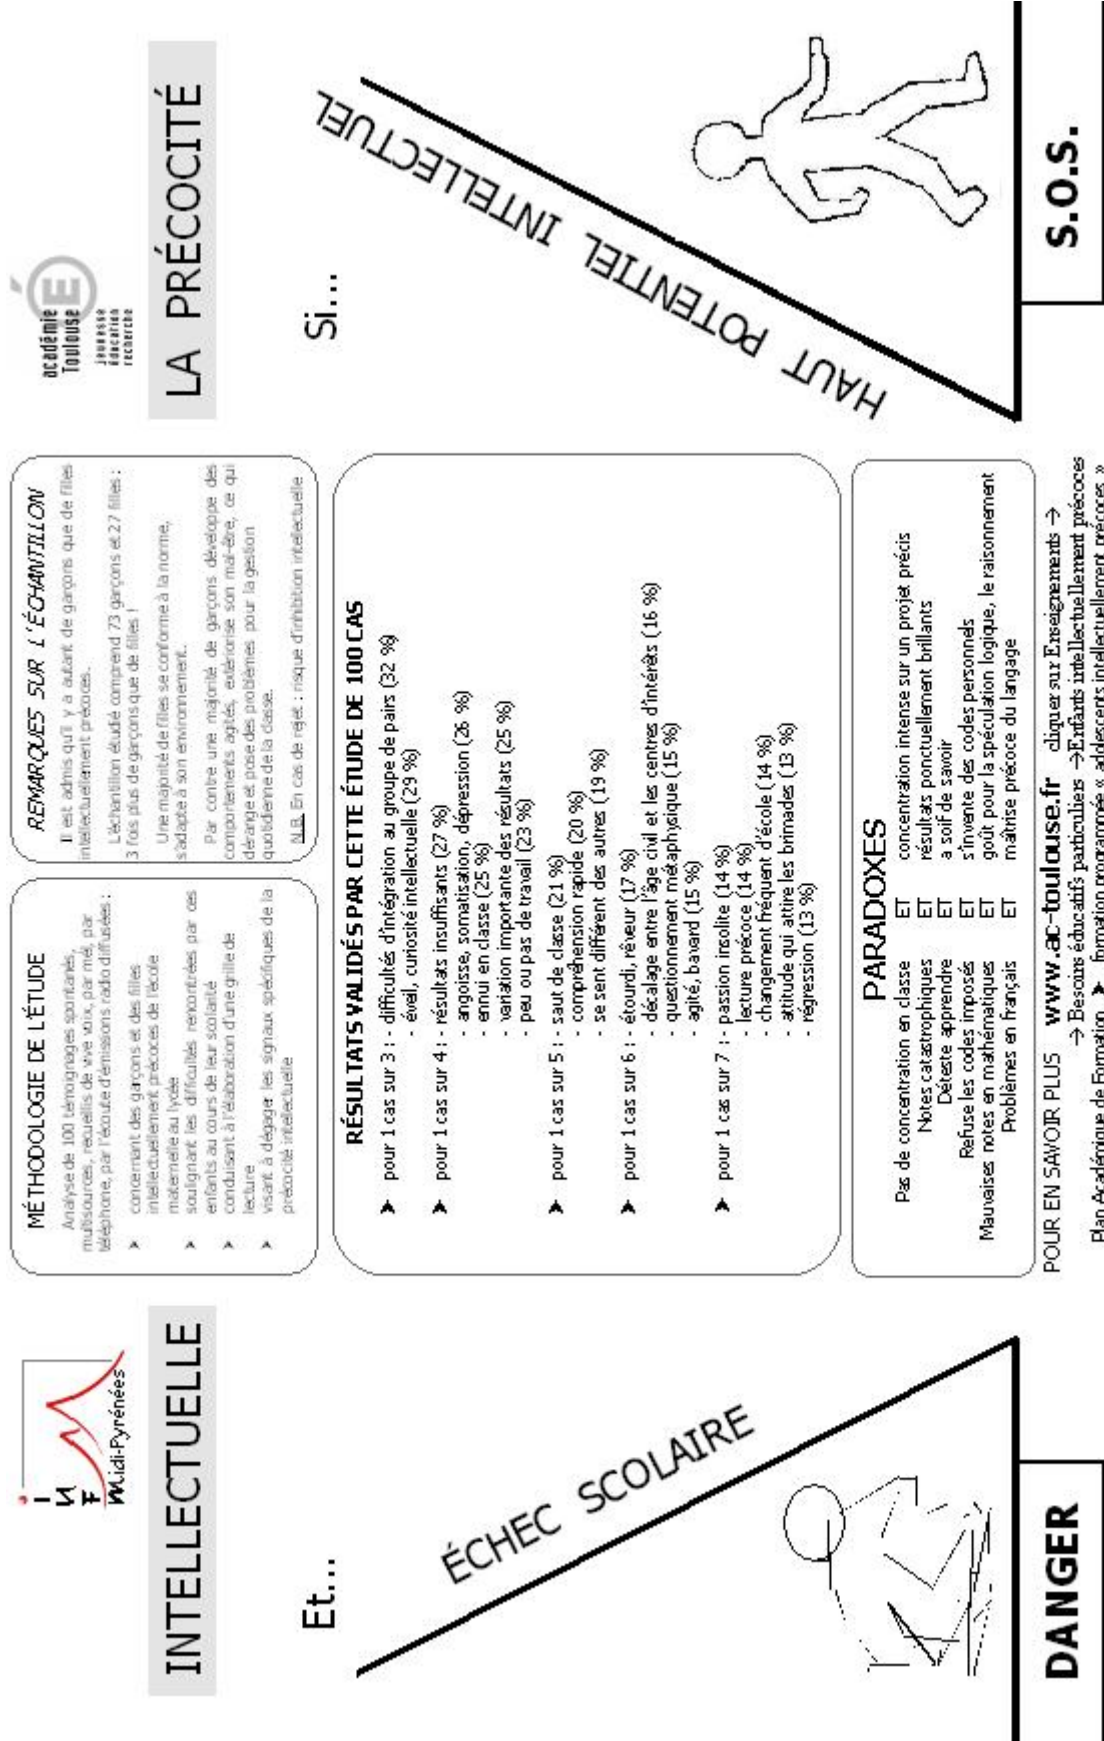 INF
Midi-Pyrénées
INTELLECTUELLE
Et...
ÉCHEC SCOLAIRE
DANGER
MÉTHODOLOGIE DE L'ÉTUDE
Analyse de 100 témoignages spontanés,
multisources, recueillis de vive voix, par mél, par
téléphone, par l'écoute d'émissions radio diffusées :
➤ concernant des garçons et des filles
intellectuellement précoces de l'école
maternelle au lycée
➤ soulignant les difficultés rencontrées par ces
enfants au cours de leur scolarité
➤ conduisant à l'élaboration d'une grille de
lecture
➤ visant à dégager les signaux spécifiques de la
précocité intellectuelle
REMARQUES SUR L'ÉCHANTILLON
Il est admis qu'il y a autant de garçons que de filles
intellectuellement précoces.
L'échantillon étudié comprend 73 garçons et 27 filles :
3 fois plus de garçons que de filles !
Une majorité de filles se conforme à la norme,
s'adapte à son environnement.
Par contre une majorité de garçons développe des
comportements agités, extériorise son mal-être, ce qui
dérange et pose des problèmes pour la gestion
quotidienne de la classe.
N.B. En cas de rejet : risque d'inhibition intellectuelle
RÉSULTATS VALIDÉS PAR CETTE ÉTUDE DE 100 CAS
➤ pour 1 cas sur 3 : - difficultés d'intégration au groupe de pairs (32 %)
- éveil, curiosité intellectuelle (29 %)
➤ pour 1 cas sur 4 : - résultats insuffisants (27 %)
- angoisse, somatisation, dépression (26 %)
- ennui en classe (25 %)
- variation importante des résultats (25 %)
- peu ou pas de travail (23 %)
➤ pour 1 cas sur 5 : - saut de classe (21 %)
- compréhension rapide (20 %)
- se sent différent des autres (19 %)
➤ pour 1 cas sur 6 : - étourdi, rêveur (17 %)
- décalage entre l'âge civil et les centres d'intérêts (16 %)
- questionnement métaphysique (15 %)
- agité, bavard (15 %)
➤ pour 1 cas sur 7 : - passion insolite (14 %)
- lecture précoce (14 %)
- changement fréquent d'école (14 %)
- attitude qui attire les brimades (13 %)
- régression (13 %)
PARADOXES
Pas de concentration en classe ET concentration intense sur un projet précis
Notes catastrophiques ET résultats ponctuellement brillants
Déteste apprendre ET a soif de savoir
Refuse les codes imposés ET s'invente des codes personnels
Mauvaises notes en mathématiques ET goût pour la spéculation logique, le raisonnement
Problèmes en français ET maîtrise précoce du langage
POUR EN SAVOIR PLUS www.ac-toulouse.fr cliquer sur Enseignements →
→ Besoins éducatifs particuliers →Enfants intellectuellement précoces
Plan Académique de Formation ➤ formation programmée « adolescents intellectuellement précoces »
académie
Toulouse
jeunesse
éducation
recherche
LA PRÉCOCITÉ
Si...
HAUT POTENTIEL INTELLECTUEL
S.O.S.